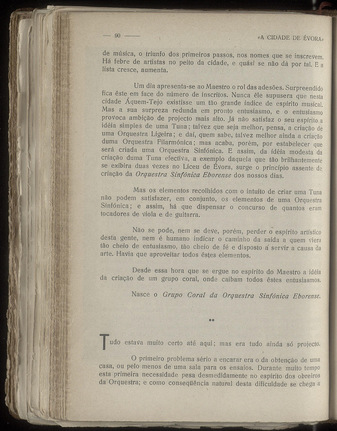 — 90 —
«A CIDADE DE ÉVORA»
de música, o triunfo dos primeiros passos, nos nomes que se inscrevem.
Há febre de artistas no peito da cidade, e quási se não dá por tal. E a
lista cresce, aumenta.
Um dia apresenta-se ao Maestro o rol das adesões. Surpreendido
fica êste em face do número de inscritos. Nunca êle supusera que nesta
cidade Àquem-Tejo existisse um tão grande índice de espírito musical.
Mas a sua surpreza redunda em pronto entusiasmo, e o entusiasmo
provoca ambição de projecto mais alto. Já não satisfaz o seu espírito a
idéia simples de uma Tuna; talvez que seja melhor, pensa, a criação de
uma Orquestra Ligeira; e daí, quem sabe, talvez melhor ainda a criação
duma Orquestra Filarmónica; mas acaba, porém, por estabelecer que
será criada uma Orquestra Sinfónica. E assim, da idéia modesta da
criação duma Tuna efectiva, a exemplo daquela que tão brilhantemente
se exibira duas vezes no Liceu de Évora, surge o princípio assente da
criação da Orquestra Sinfónica Eborense dos nossos dias.
Mas os elementos recolhidos com o intuito de criar uma Tuna
não podem satisfazer, em conjunto, os elementos de uma Orquestra
Sinfónica; e assim, há que dispensar o concurso de quantos eram
tocadores de viola e de guitarra.
Não se pode, nem se deve, porém, perder o espírito artístico
desta gente, nem é humano indicar o caminho da saída a quem viera
tão cheio de entusiasmo, tão cheio de fé e disposto a servir a causa da
arte. Havia que aproveitar todos êstes elementos.
Desde essa hora que se ergue no espírito do Maestro a idéia
da criação de um grupo coral, onde caibam todos êstes entusiasmos.
Nasce o Grupo Coral da Orquestra Sinfónica Eborense.
**
Tudo estava muito certo até aqui; mas era tudo ainda só projecto.
O primeiro problema sério a encarar era o da obtenção de uma
casa, ou pelo menos de uma sala para os ensaios. Durante muito tempo
esta primeira necessidade pesa desmedidamente no espírito dos obreiros
da Orquestra; e como conseqüência natural desta dificuldade se chega a